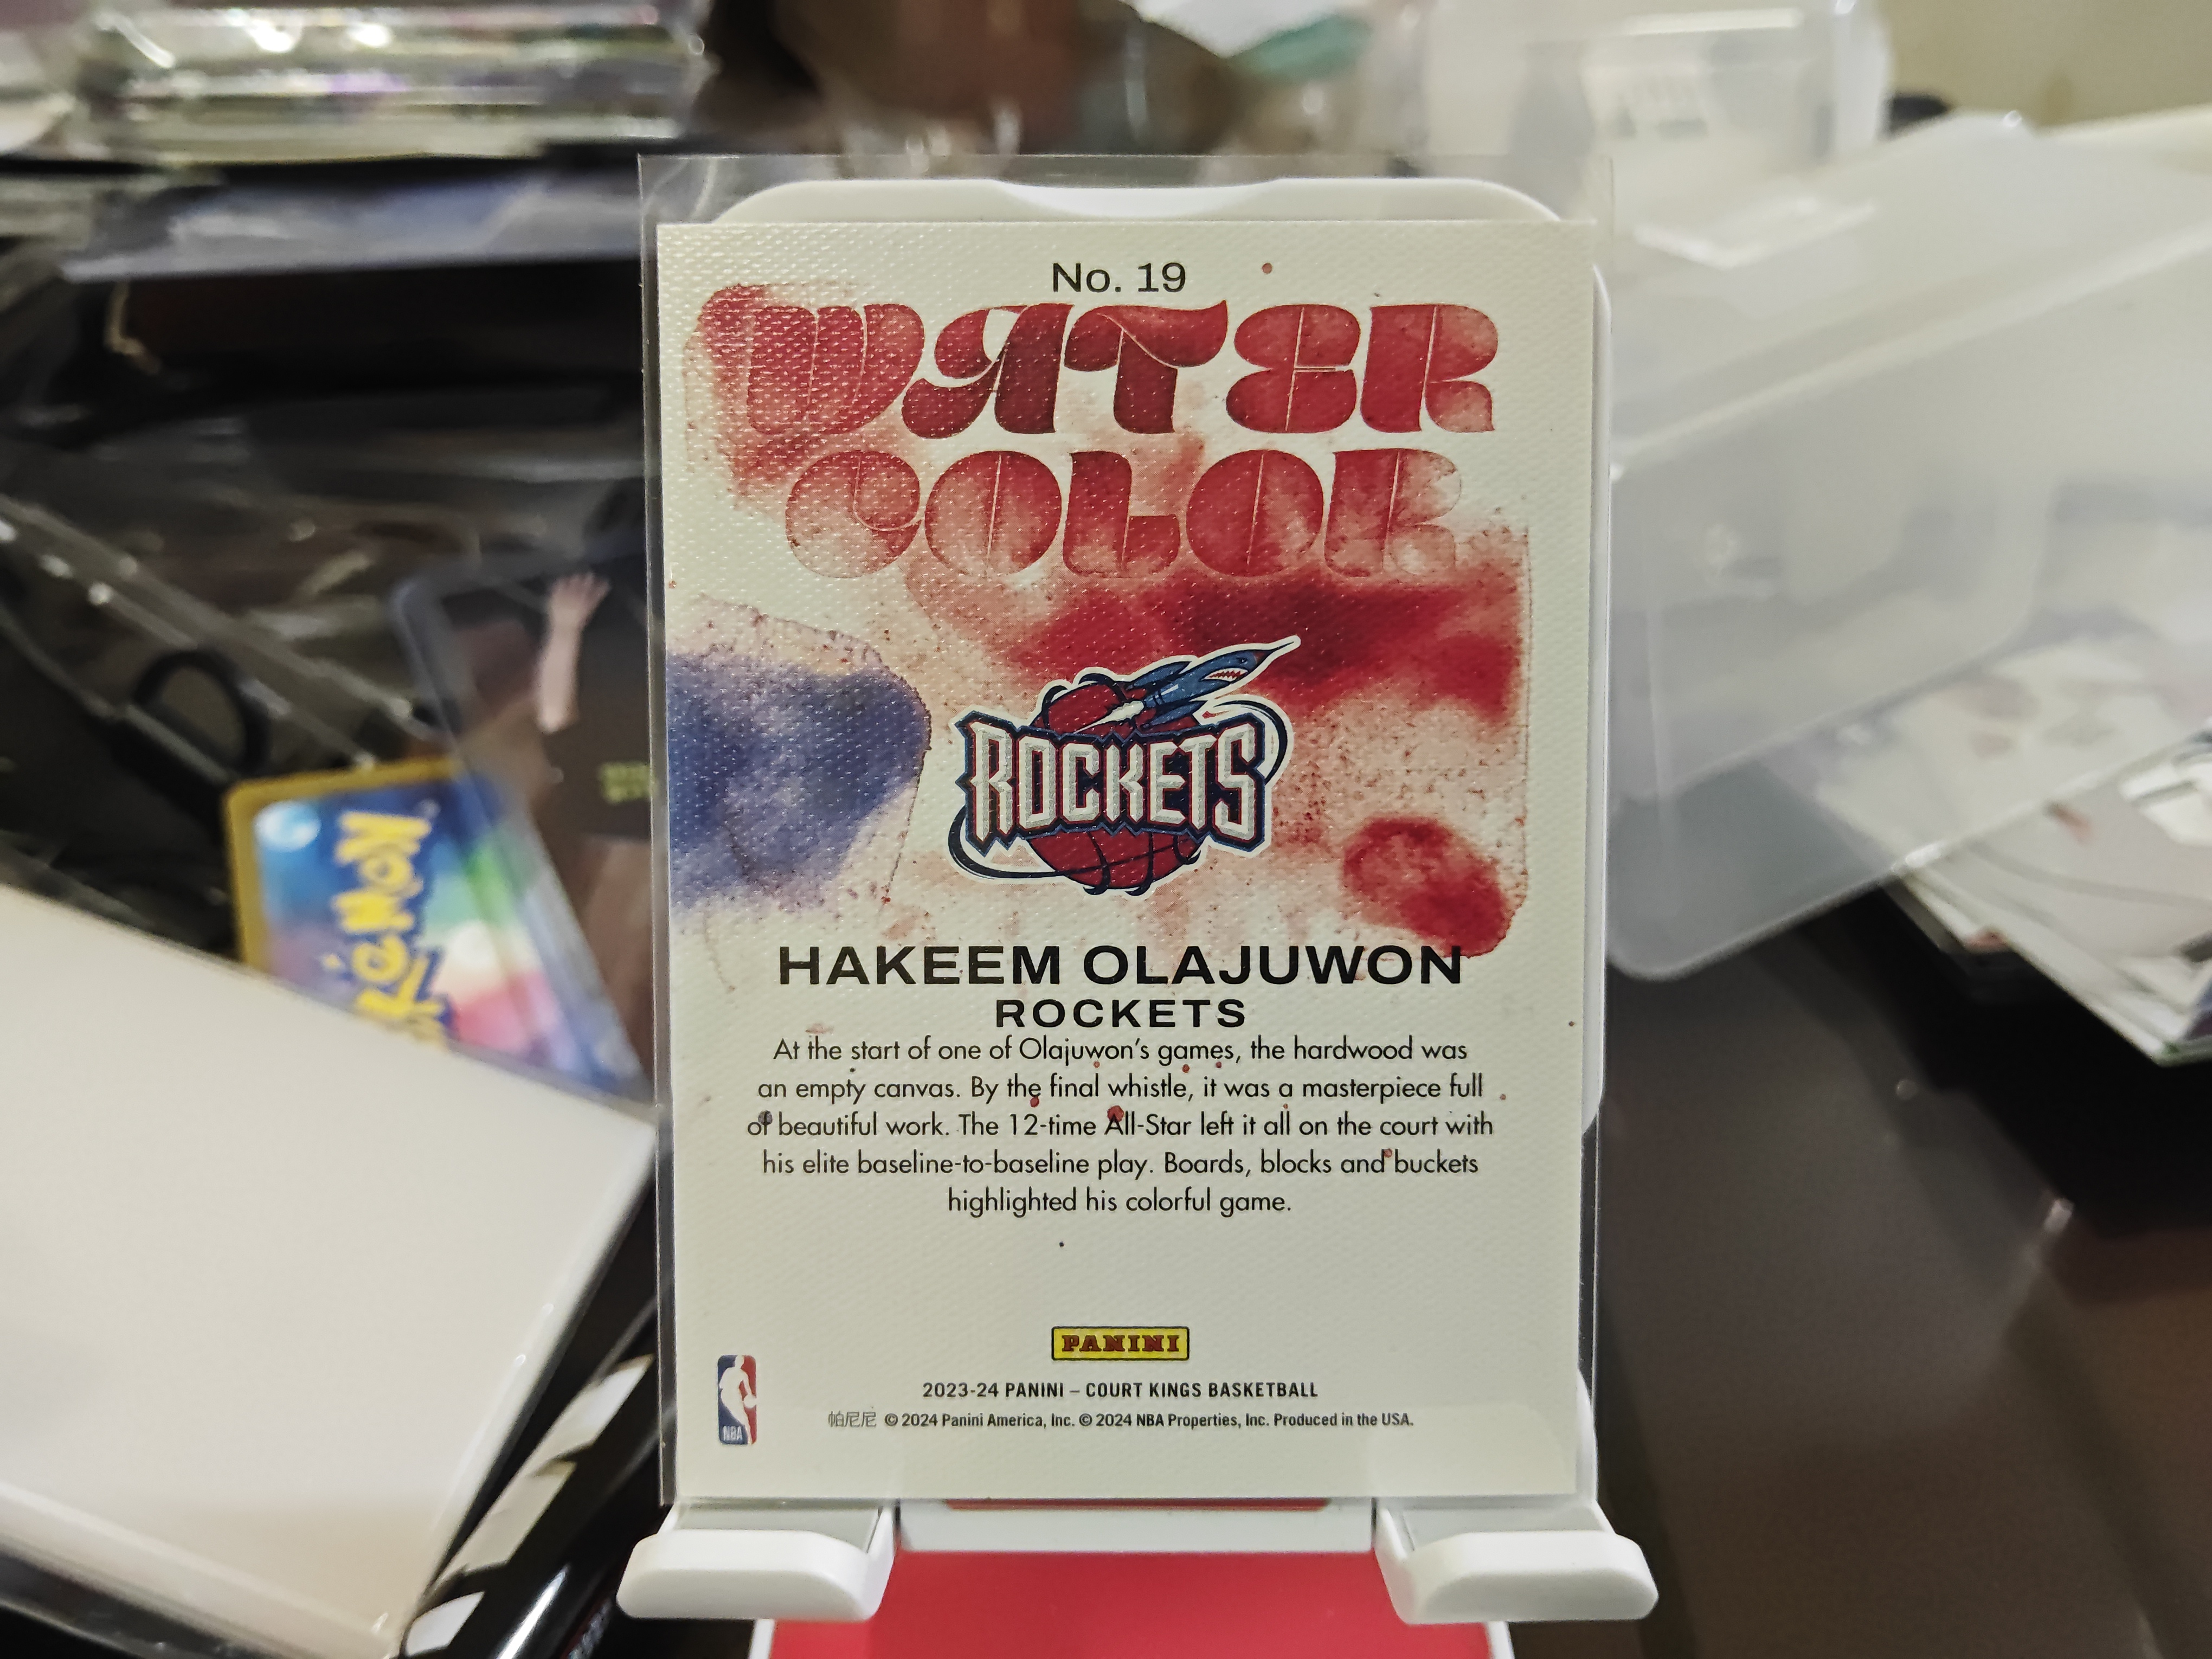 No. 19
WATER
COLOR
ROCKETS
HAKEEM OLAJUWON
ROCKETS
At the start of one of Olajuwon's games, the hardwood was
an empty canvas. By the final whistle, it was a masterpiece full
of beautiful work. The 12-time All-Star left it all on the court with
his elite baseline-to-baseline play. Boards, blocks and buckets
highlighted his colorful game.
PANINI
NBA
2023-24 PANINI – COURT KINGS BASKETBALL
帕尼尼 © 2024 Panini America, Inc. © 2024 NBA Properties, Inc. Produced in the USA.
POKÉMON